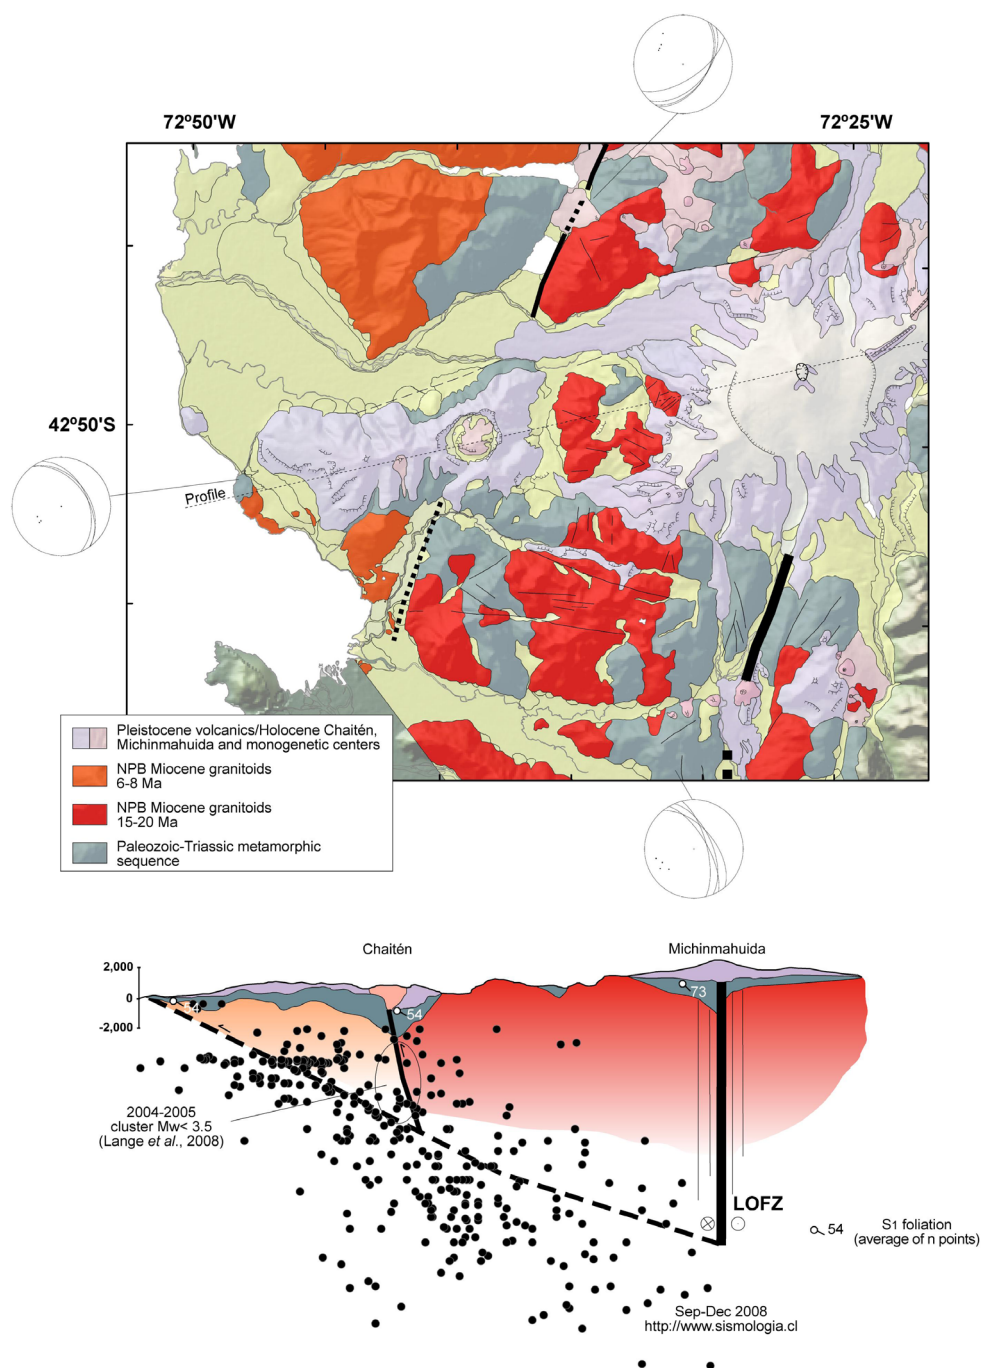 72º50'W
72º25'W
42º50'S
Profile
Pleistocene volcanics/Holocene Chaitén,
Michinmahuida and monogenetic centers
NPB Miocene granitoids
6-8 Ma
NPB Miocene granitoids
15-20 Ma
Paleozoic-Triassic metamorphic
sequence
Chaitén
Michinmahuida
2,000
0
-2,000
54
73
2004-2005
cluster Mw< 3.5
(Lange et al., 2008)
LOFZ
54
S1 foliation
(average of n points)
Sep-Dec 2008
http://www.sismologia.cl